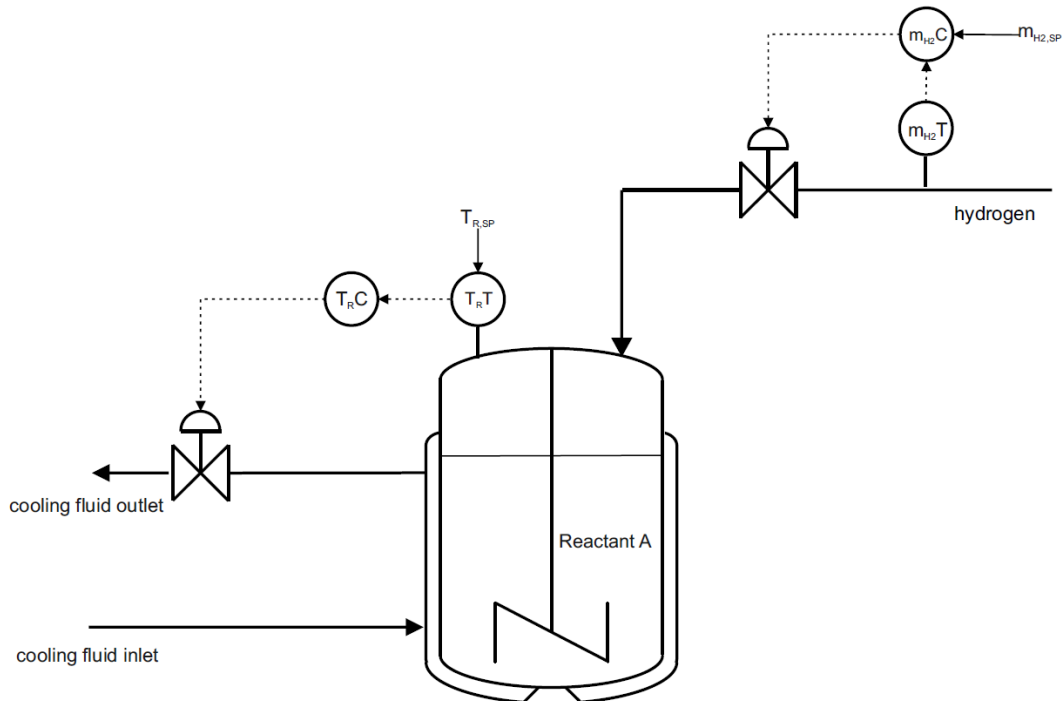 m_H2C
m_H2,SP
m_H2T
hydrogen
T_R,SP
T_RC
T_RT
cooling fluid outlet
Reactant A
cooling fluid inlet